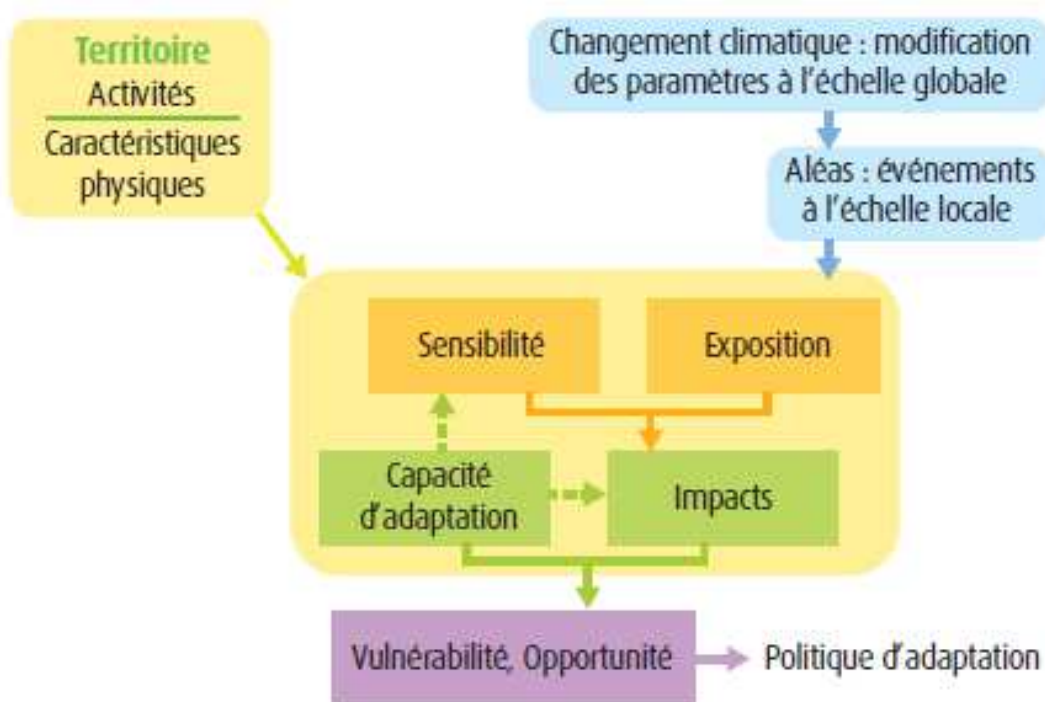 Territoire
Activités
Caractéristiques
physiques
Changement climatique : modification
des paramètres à l'échelle globale
Aléas : événements
à l'échelle locale
Sensibilité
Exposition
Capacité
d'adaptation
Impacts
Vulnérabilité, Opportunité
Politique d'adaptation